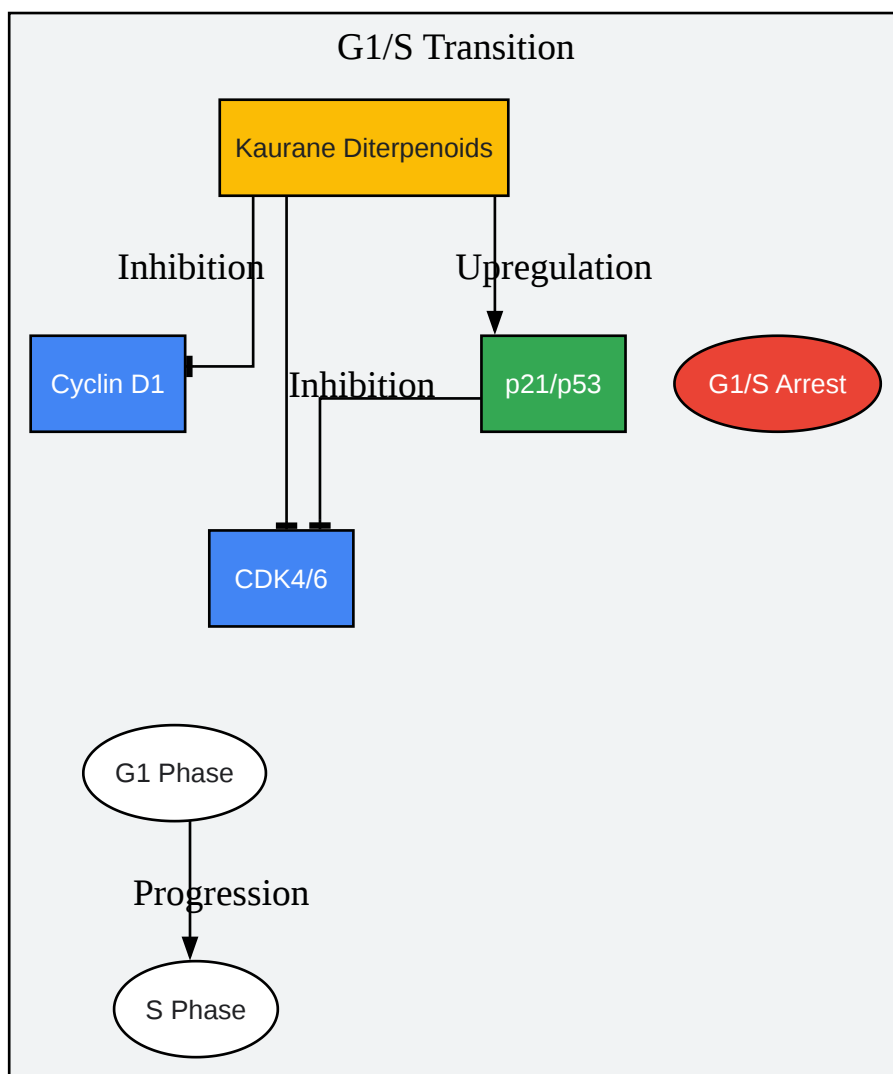 G1/S Transition
Kaurane Diterpenoids
Inhibition
Upregulation
Cyclin D1
Inhibition
p21/p53
G1/S Arrest
CDK4/6
G1 Phase
Progression
S Phase